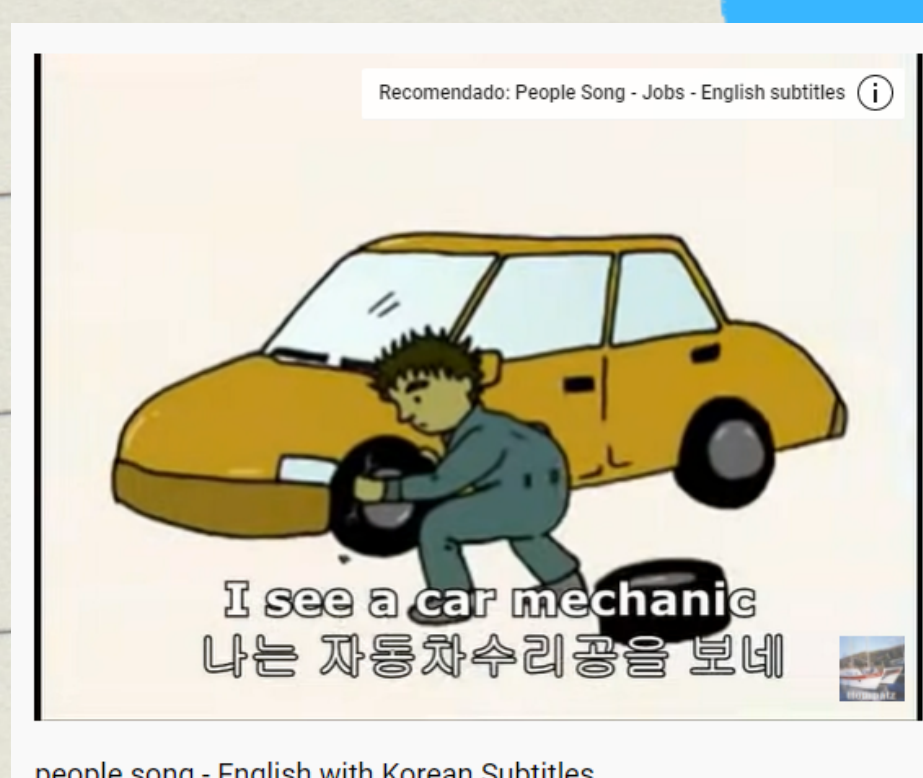 Recomendado: People Song - Jobs - English subtitles
I see a car mechanic
나는 자동차수리공을 보네
people song - English with Korean Subtitles